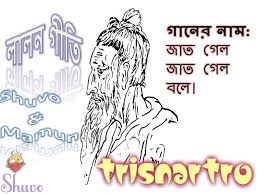 লালন গীতি
গানের নাম:
জাত গেল
জাত গেল
বলে।
Shuvo
&
Mamun
trisnartro
Shuvo